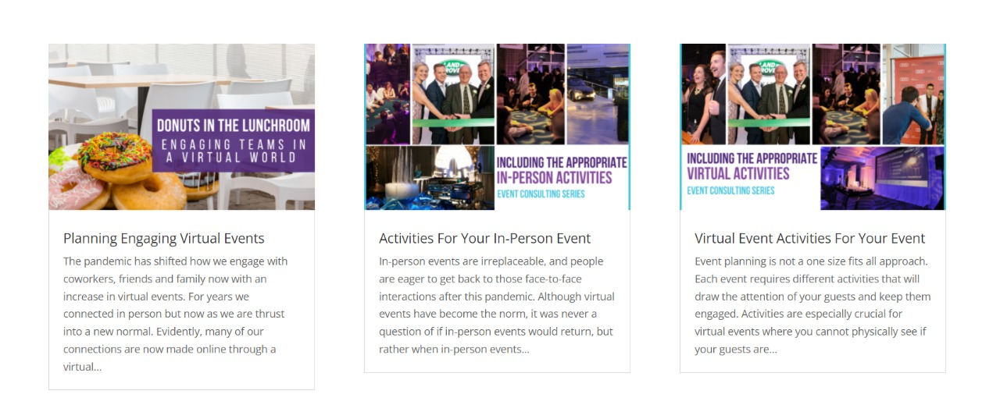 DONUTS IN THE LUNCHROOM
ENGAGING TEAMS IN
A VIRTUAL WORLD
Planning Engaging Virtual Events
The pandemic has shifted how we engage with
coworkers, friends and family now with an
increase in virtual events. For years we
connected in person but now as we are thrust
into a new normal. Evidently, many of our
connections are now made online through a
virtual...
INCLUDING THE APPROPRIATE
IN-PERSON ACTIVITIES
EVENT CONSULTING SERIES
Activities For Your In-Person Event
In-person events are irreplaceable, and people
are eager to get back to those face-to-face
interactions after this pandemic. Although virtual
events have become the norm, it was never a
question of if in-person events would return, but
rather when in-person events...
INCLUDING THE APPROPRIATE
VIRTUAL ACTIVITIES
EVENT CONSULTING SERIES
Virtual Event Activities For Your Event
Event planning is not a one size fits all approach.
Each event requires different activities that will
draw the attention of your guests and keep them
engaged. Activities are especially crucial for
virtual events where you cannot physically see if
your guests are...